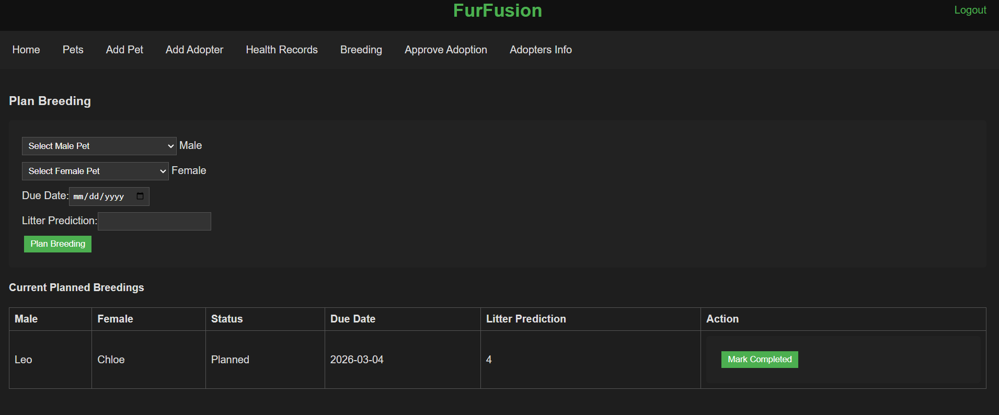 FurFusion
Logout
Home Pets Add Pet Add Adopter Health Records Breeding Approve Adoption Adopters Info
Plan Breeding
Select Male Pet Male
Select Female Pet Female
Due Date: mm/dd/yyyy
Litter Prediction:
Plan Breeding
Current Planned Breedings
Male Female Status Due Date Litter Prediction Action
Leo Chloe Planned 2026-03-04 4 Mark Completed